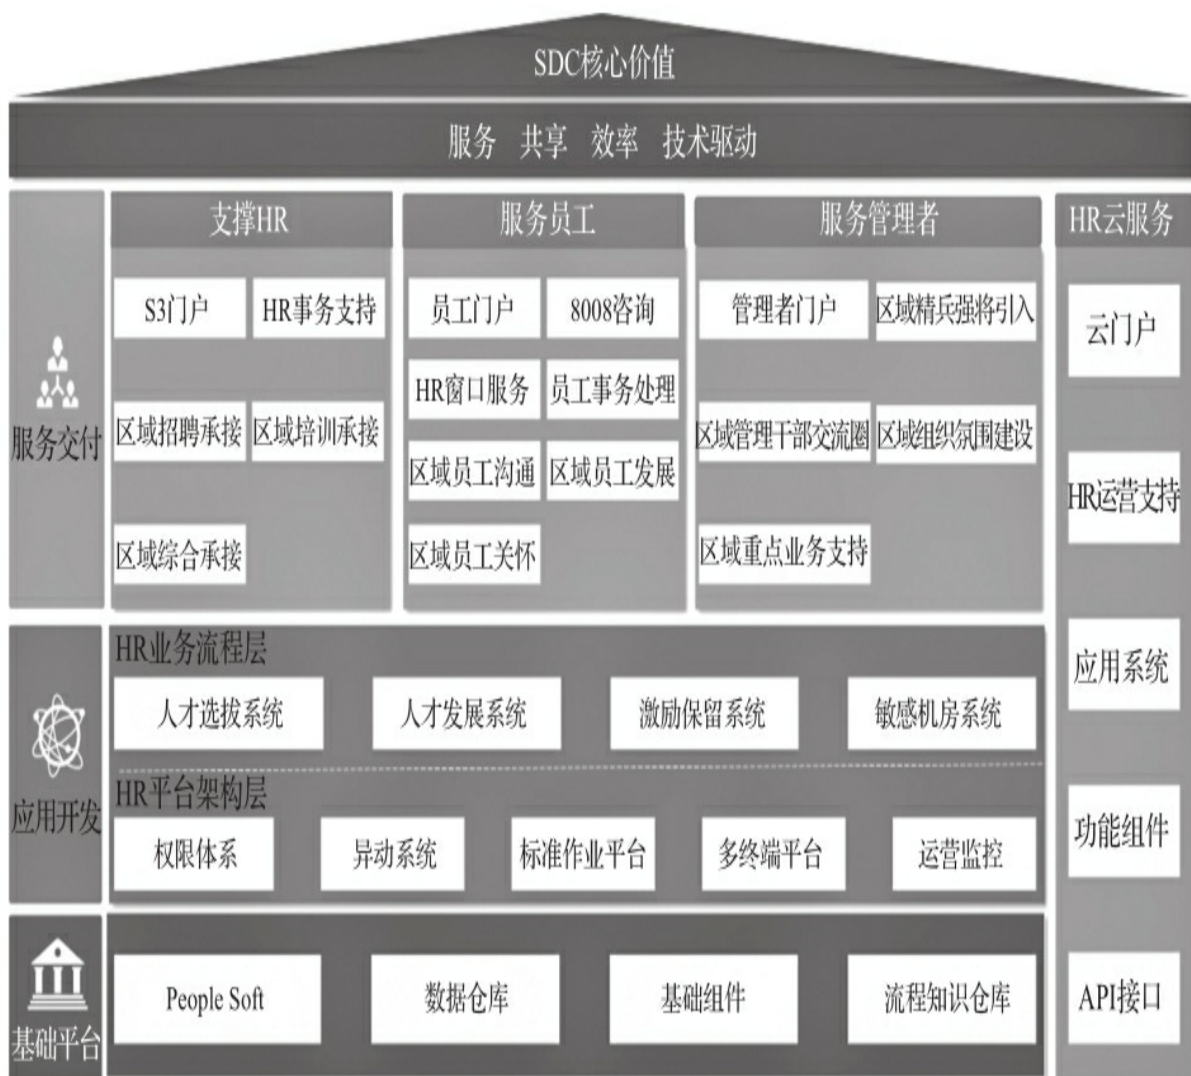 SDC核心价值
服务 共享 效率 技术驱动
服务交付
支撑HR
S3门户 HR事务支持
区域招聘承接 区域培训承接
区域综合承接
服务员工
员工门户 8008咨询
HR窗口服务 员工事务处理
区域员工沟通 区域员工发展
区域员工关怀
服务管理者
管理者门户 区域精兵强将引入
区域管理干部交流圈 区域组织氛围建设
区域重点业务支持
应用开发
HR业务流程层
人才选拔系统 人才发展系统 激励保留系统 敏感机房系统
HR平台架构层
权限体系 异动系统 标准作业平台 多终端平台 运营监控
基础平台
People Soft 数据仓库 基础组件 流程知识仓库
HR云服务
云门户
HR运营支持
应用系统
功能组件
API接口